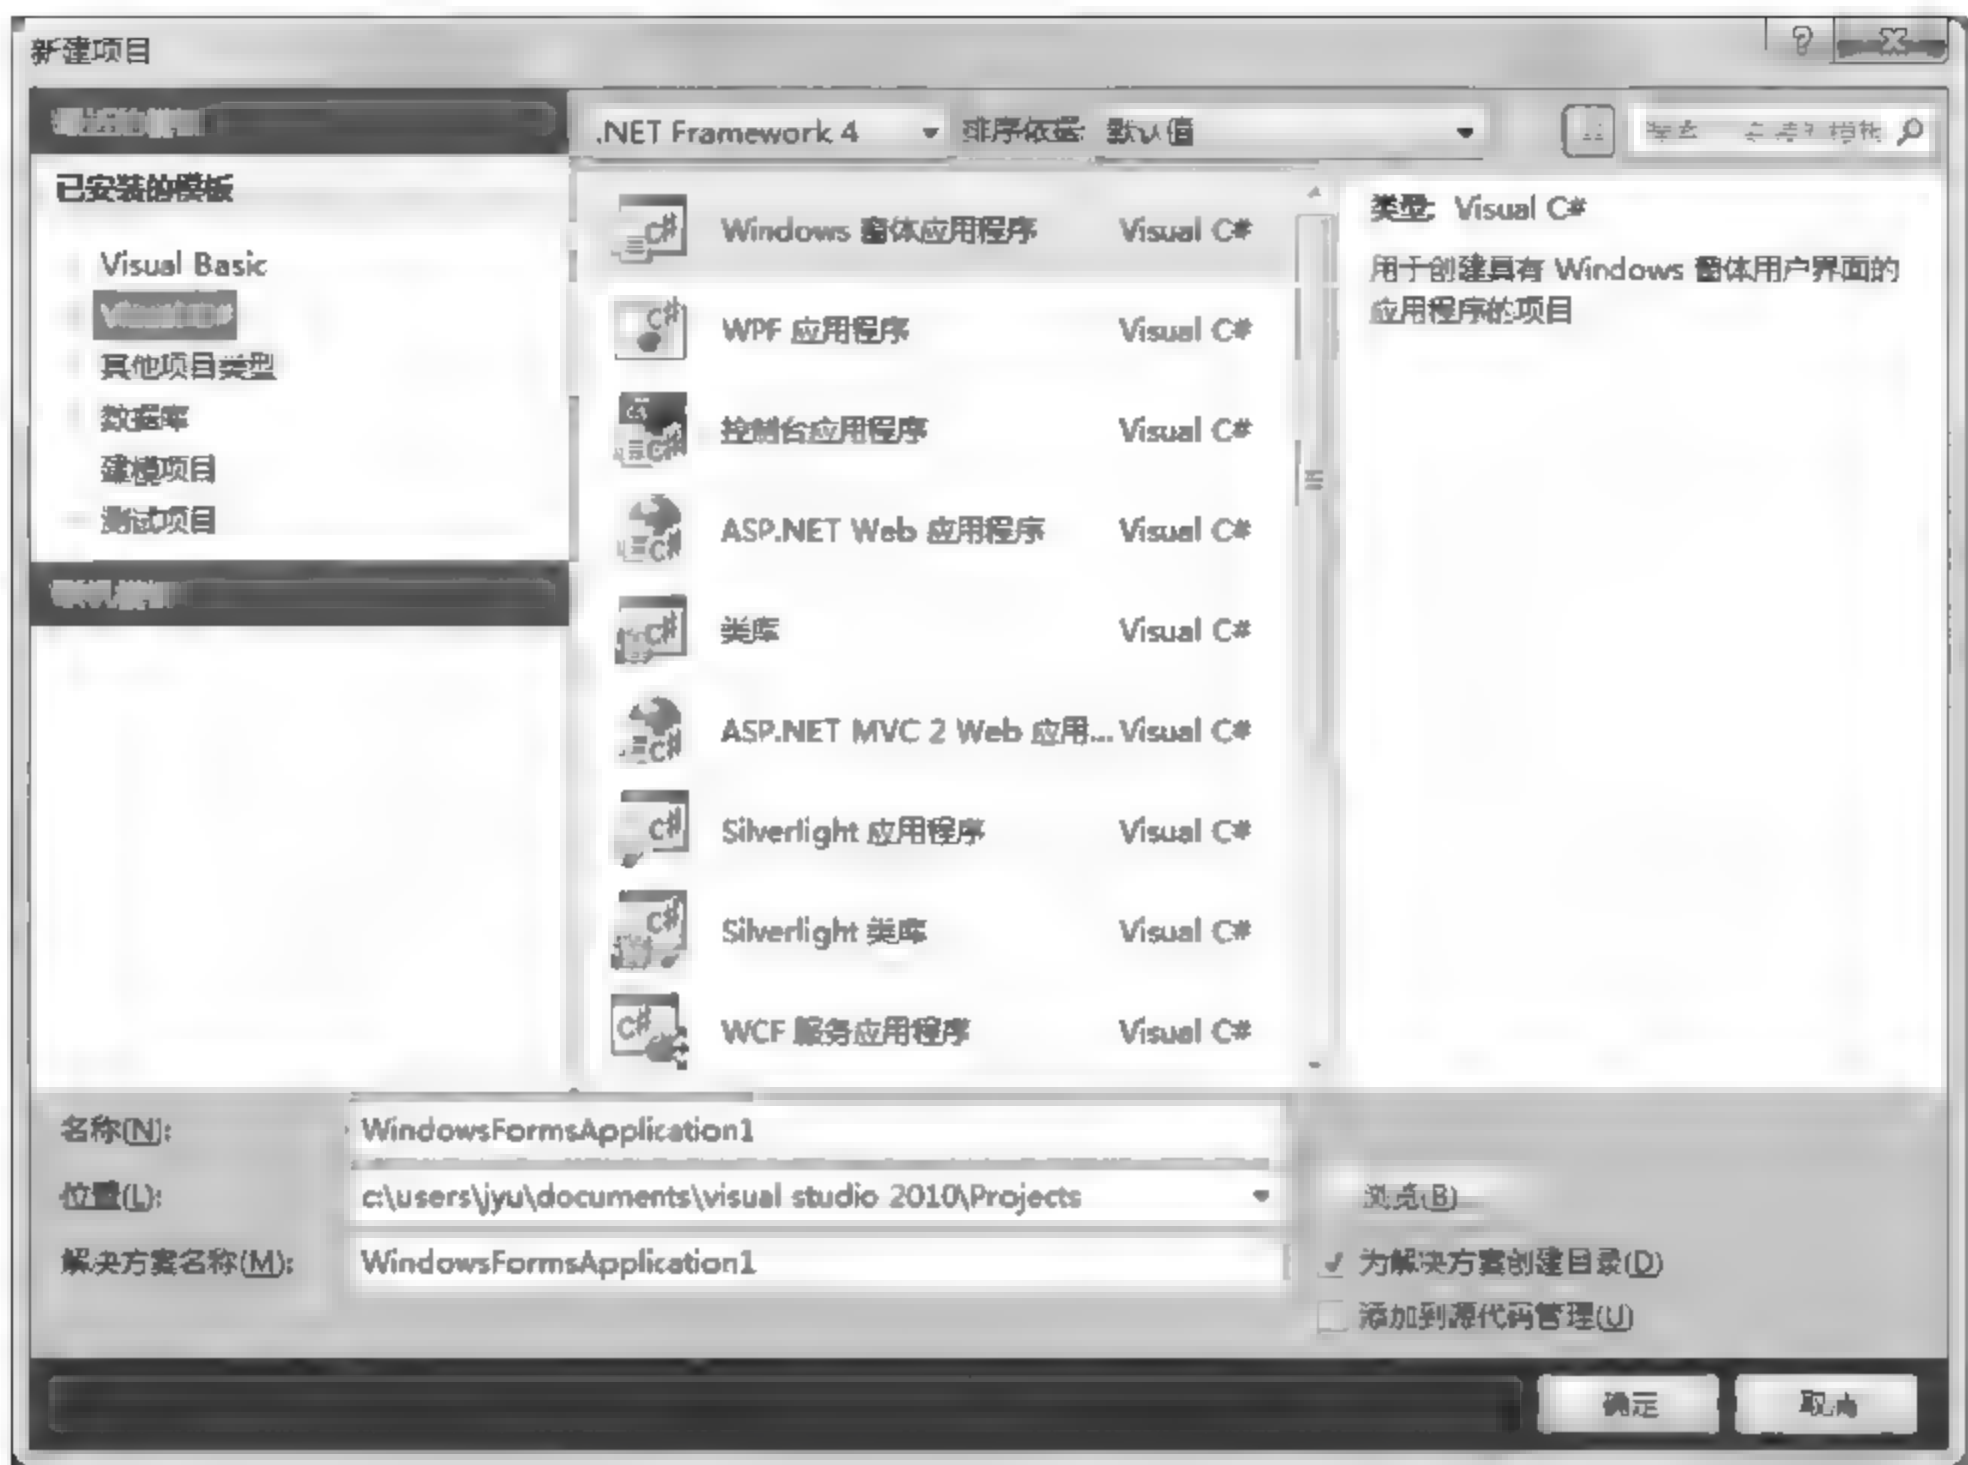 新建项目
.NET Framework 4 排序依据: 默认值
已安装的模板
Visual Basic
其他项目类型
数据库
建模项目
测试项目
Windows 窗体应用程序 Visual C#
WPF 应用程序 Visual C#
控制台应用程序 Visual C#
ASP.NET Web 应用程序 Visual C#
类库 Visual C#
ASP.NET MVC 2 Web 应用... Visual C#
Silverlight 应用程序 Visual C#
Silverlight 类库 Visual C#
WCF 服务应用程序 Visual C#
类型: Visual C#
用于创建具有 Windows 窗体用户界面的
应用程序的项目
名称(N): WindowsFormsApplication1
位置(L): c:\users\jyu\documents\visual studio 2010\Projects
浏览(B)
解决方案名称(M): WindowsFormsApplication1
为解决方案创建目录(D)
添加到源代码管理(U)
确定 取消